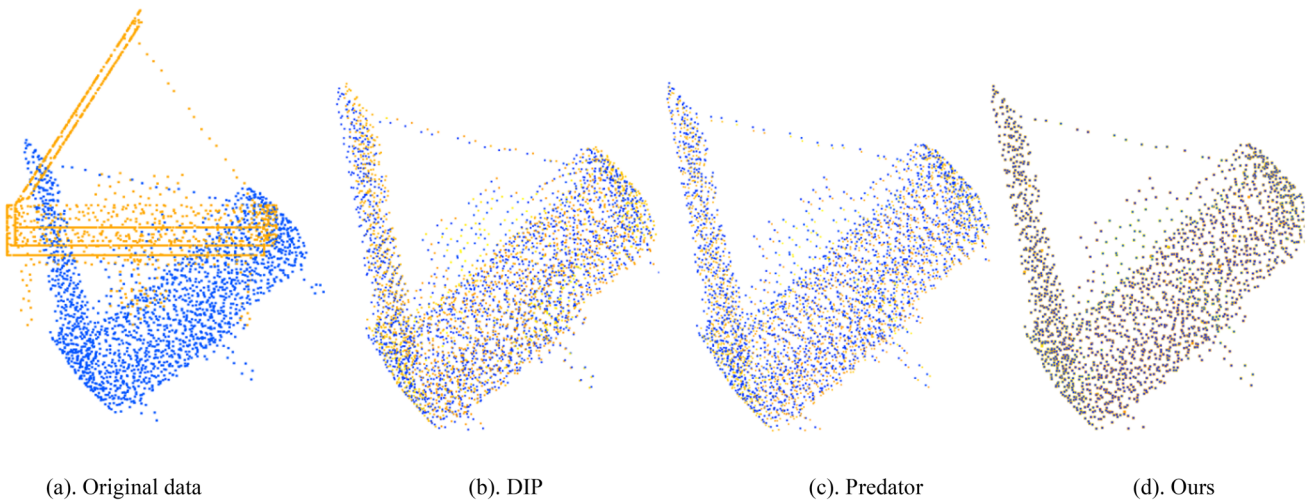 (a). Original data
(b). DIP
(c). Predator
(d). Ours